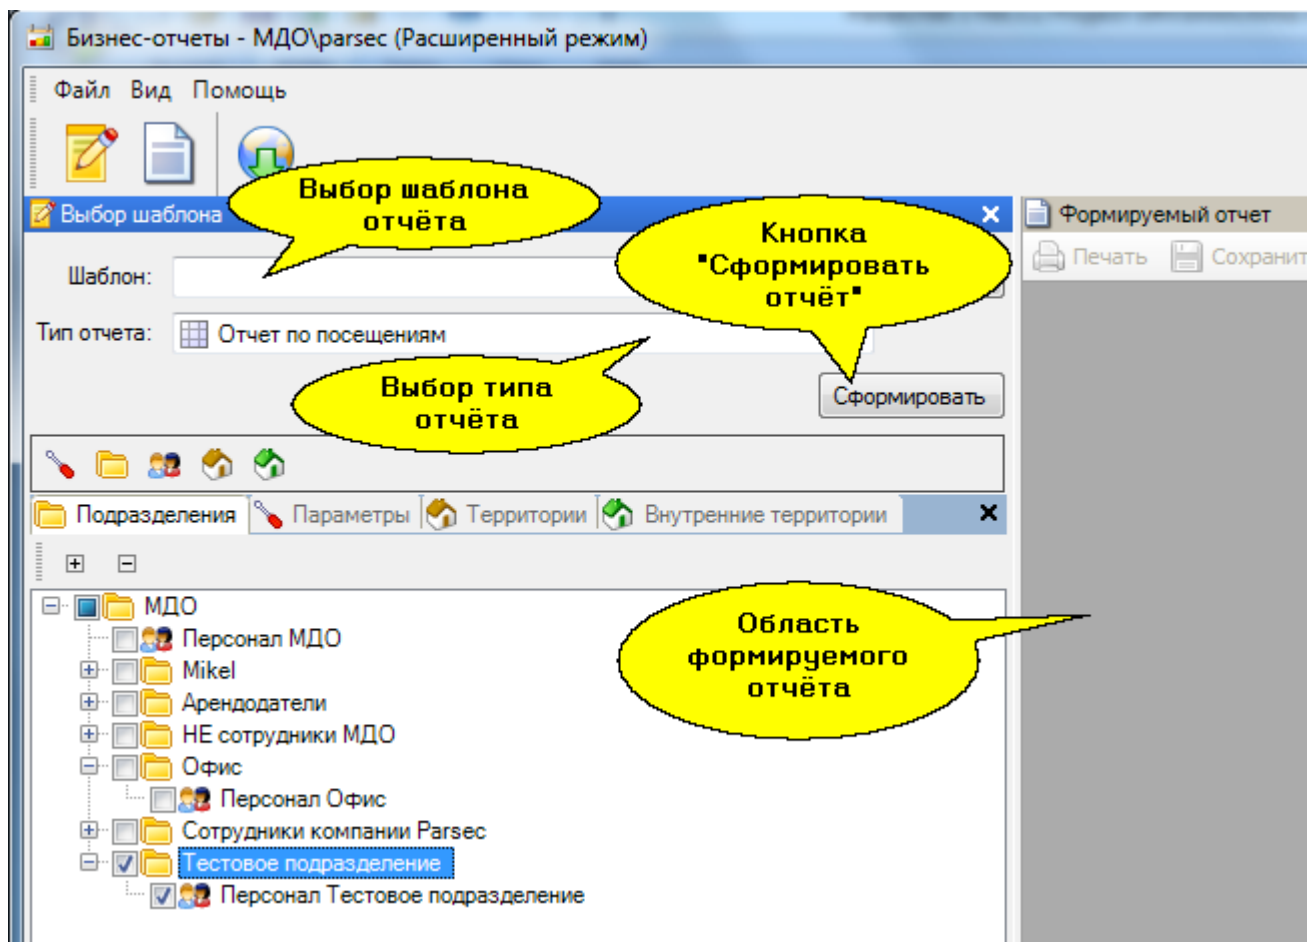 Бизнес-отчеты - МДО\parsec (Расширенный режим)
Файл Вид Помощь
Выбор шаблона
отчёта
Выбор шаблона
Формируемый отчет
Кнопка
"Сформировать
отчёт"
Печать
Шаблон:
Тип отчета:
Отчет по посещениям
Выбор типа
отчёта
Сформировать
Подразделения Параметры Территории Внутренние территории
МДО
Персонал МДО
Mikel
Арендодатели
НЕ сотрудники МДО
Офис
Персонал Офис
Сотрудники компании Parsec
Тестовое подразделение
Персонал Тестовое подразделение
Область
формируемого
отчёта